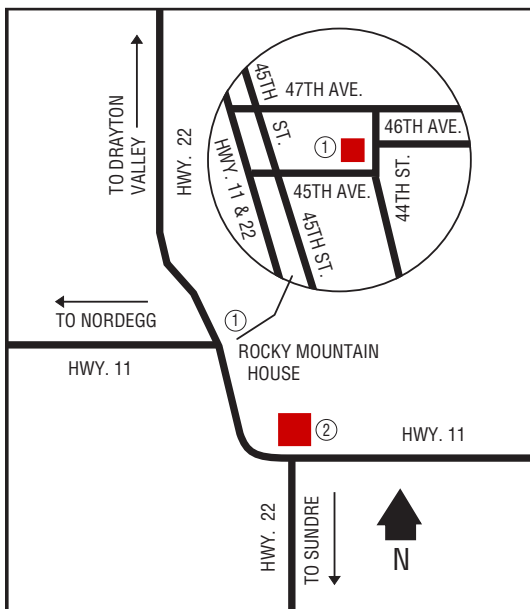 45TH
ST.
47TH AVE.
46TH AVE.
①
HWY. 11 & 22
45TH AVE.
44TH ST.
45TH ST.
TO DRAYTON
VALLEY
HWY. 22
TO NORDEGG
①
ROCKY MOUNTAIN
HOUSE
HWY. 11
②
HWY. 11
HWY. 22
TO SUNDRE
N